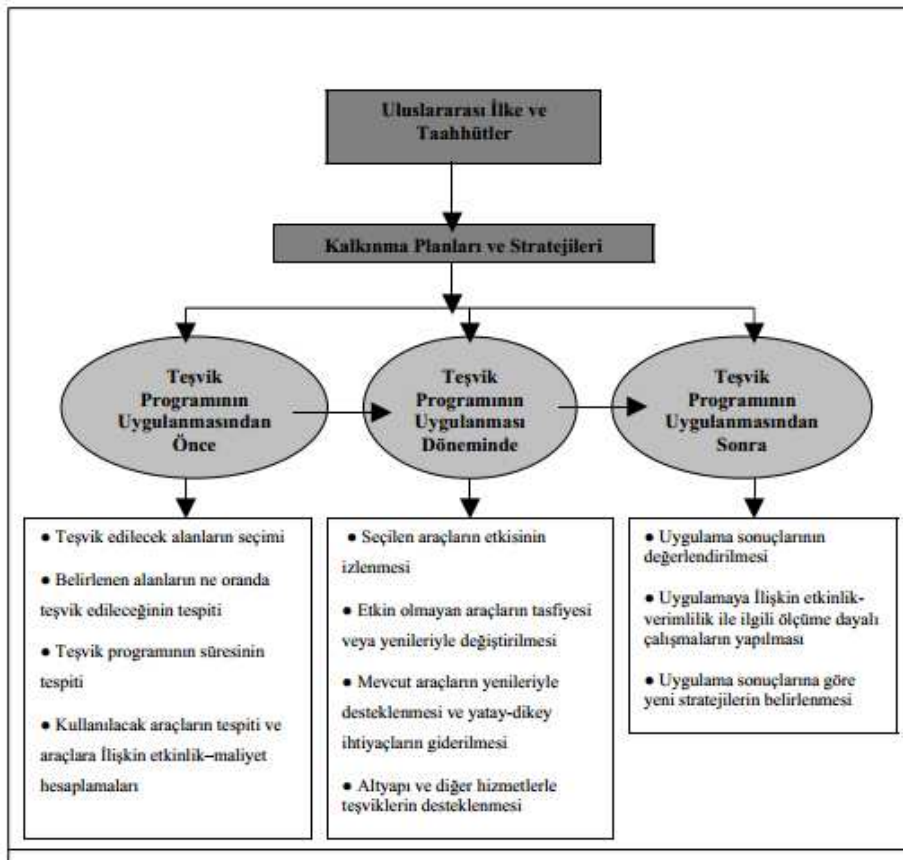 Uluslararası İlke ve
Taahhütler
Kalkınma Planları ve Stratejileri
Teşvik
Programının
Uygulanmasından
Önce
Teşvik
Programının
Uygulanması
Döneminde
Teşvik
Programının
Uygulanmasından
Sonra
● Teşvik edilecek alanların seçimi
● Belirlenen alanların ne oranda
teşvik edileceğinin tespiti
● Teşvik programının süresinin
tespiti
● Kullanılacak araçların tespiti ve
araçlara İlişkin etkinlik–maliyet
hesaplamaları
● Seçilen araçların etkisinin
izlenmesi
● Etkin olmayan araçların tasfiyesi
veya yenileriyle değiştirilmesi
● Mevcut araçların yenileriyle
desteklenmesi ve yatay-dikey
ihtiyaçların giderilmesi
● Altyapı ve diğer hizmetlerle
teşviklerin desteklenmesi
● Uygulama sonuçlarının
değerlendirilmesi
● Uygulamaya İlişkin etkinlik-
verimlilik ile ilgili ölçüme dayalı
çalışmaların yapılması
● Uygulama sonuçlarına göre
yeni stratejilerin belirlenmesi